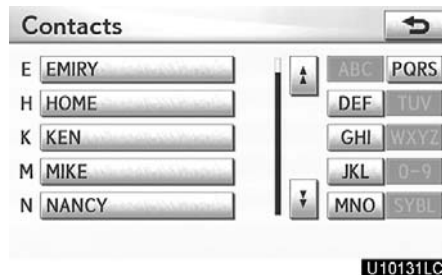 Contacts
E EMIRY ABC PQRS
H HOME DEF TUV
K KEN GHI WXYZ
M MIKE JKL 0-9
N NANCY MNO SYBL
U10131LC